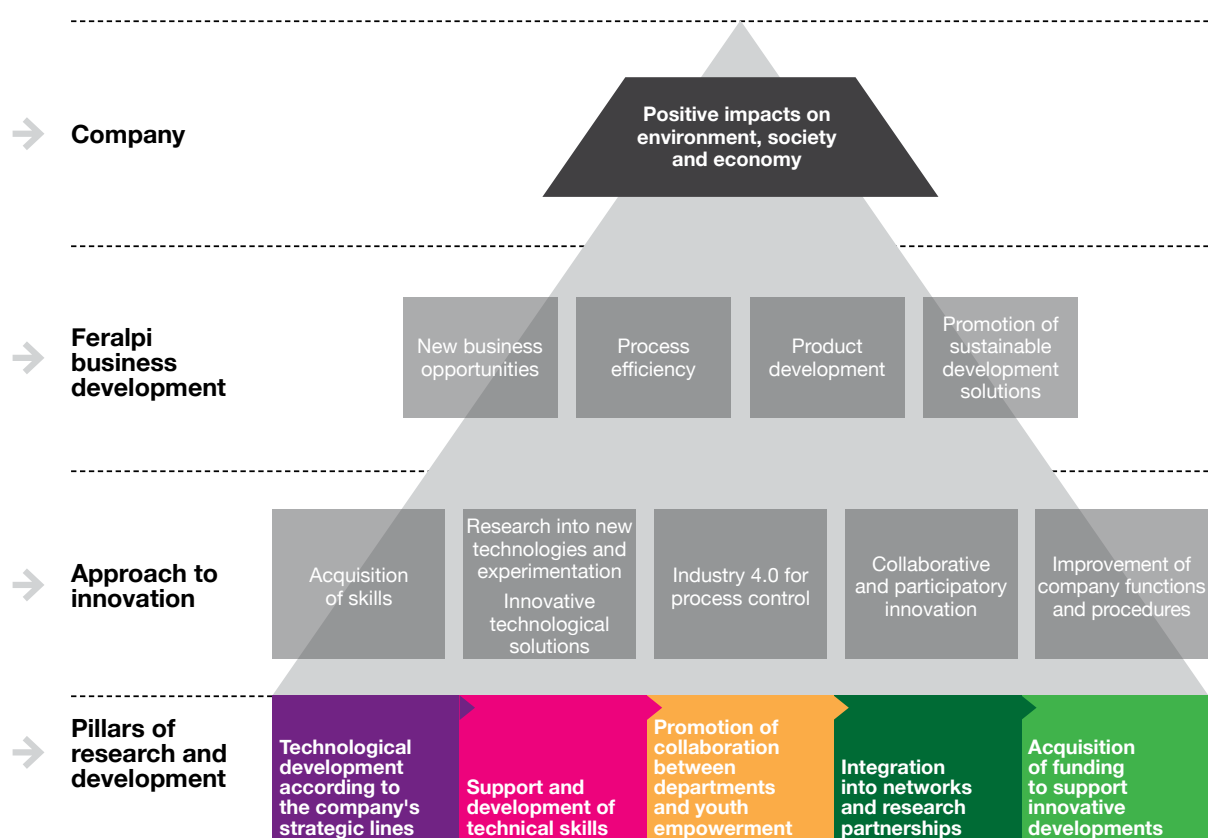 Company
Positive impacts on
environment, society
and economy
Feralpi
business
development
New business
opportunities
Process
efficiency
Product
development
Promotion of
sustainable
development
solutions
Approach to
innovation
Acquisition
of skills
Research into new
technologies and
experimentation
Innovative
technological
solutions
Industry 4.0 for
process control
Collaborative
and participatory
innovation
Improvement of
company functions
and procedures
Pillars of
research and
development
Technological
development
according to
the company's
strategic lines
Support and
development of
technical skills
Promotion of
collaboration
between
departments
and youth
empowerment
Integration
into networks
and research
partnerships
Acquisition
of funding
to support
innovative
developments